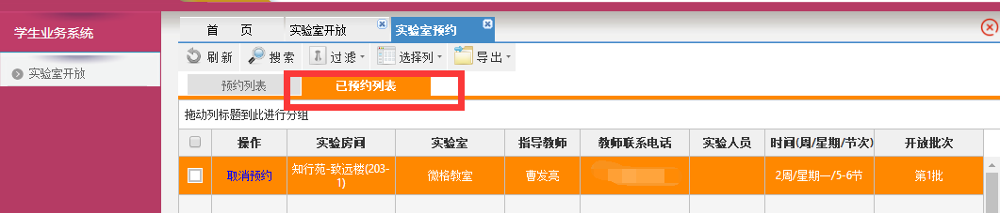 学生业务系统
实验室开放
首 页 实验室开放 实验室预约
刷新 搜索 过滤 选择列 导出
预约列表 已预约列表
拖动列标题到此进行分组
操作 实验房间 实验室 指导教师 教师联系电话 实验人员 时间(周/星期/节次) 开放批次
取消预约 知行苑-致远楼(203-1) 微格教室 曹发亮 2周/星期一/5-6节 第1批